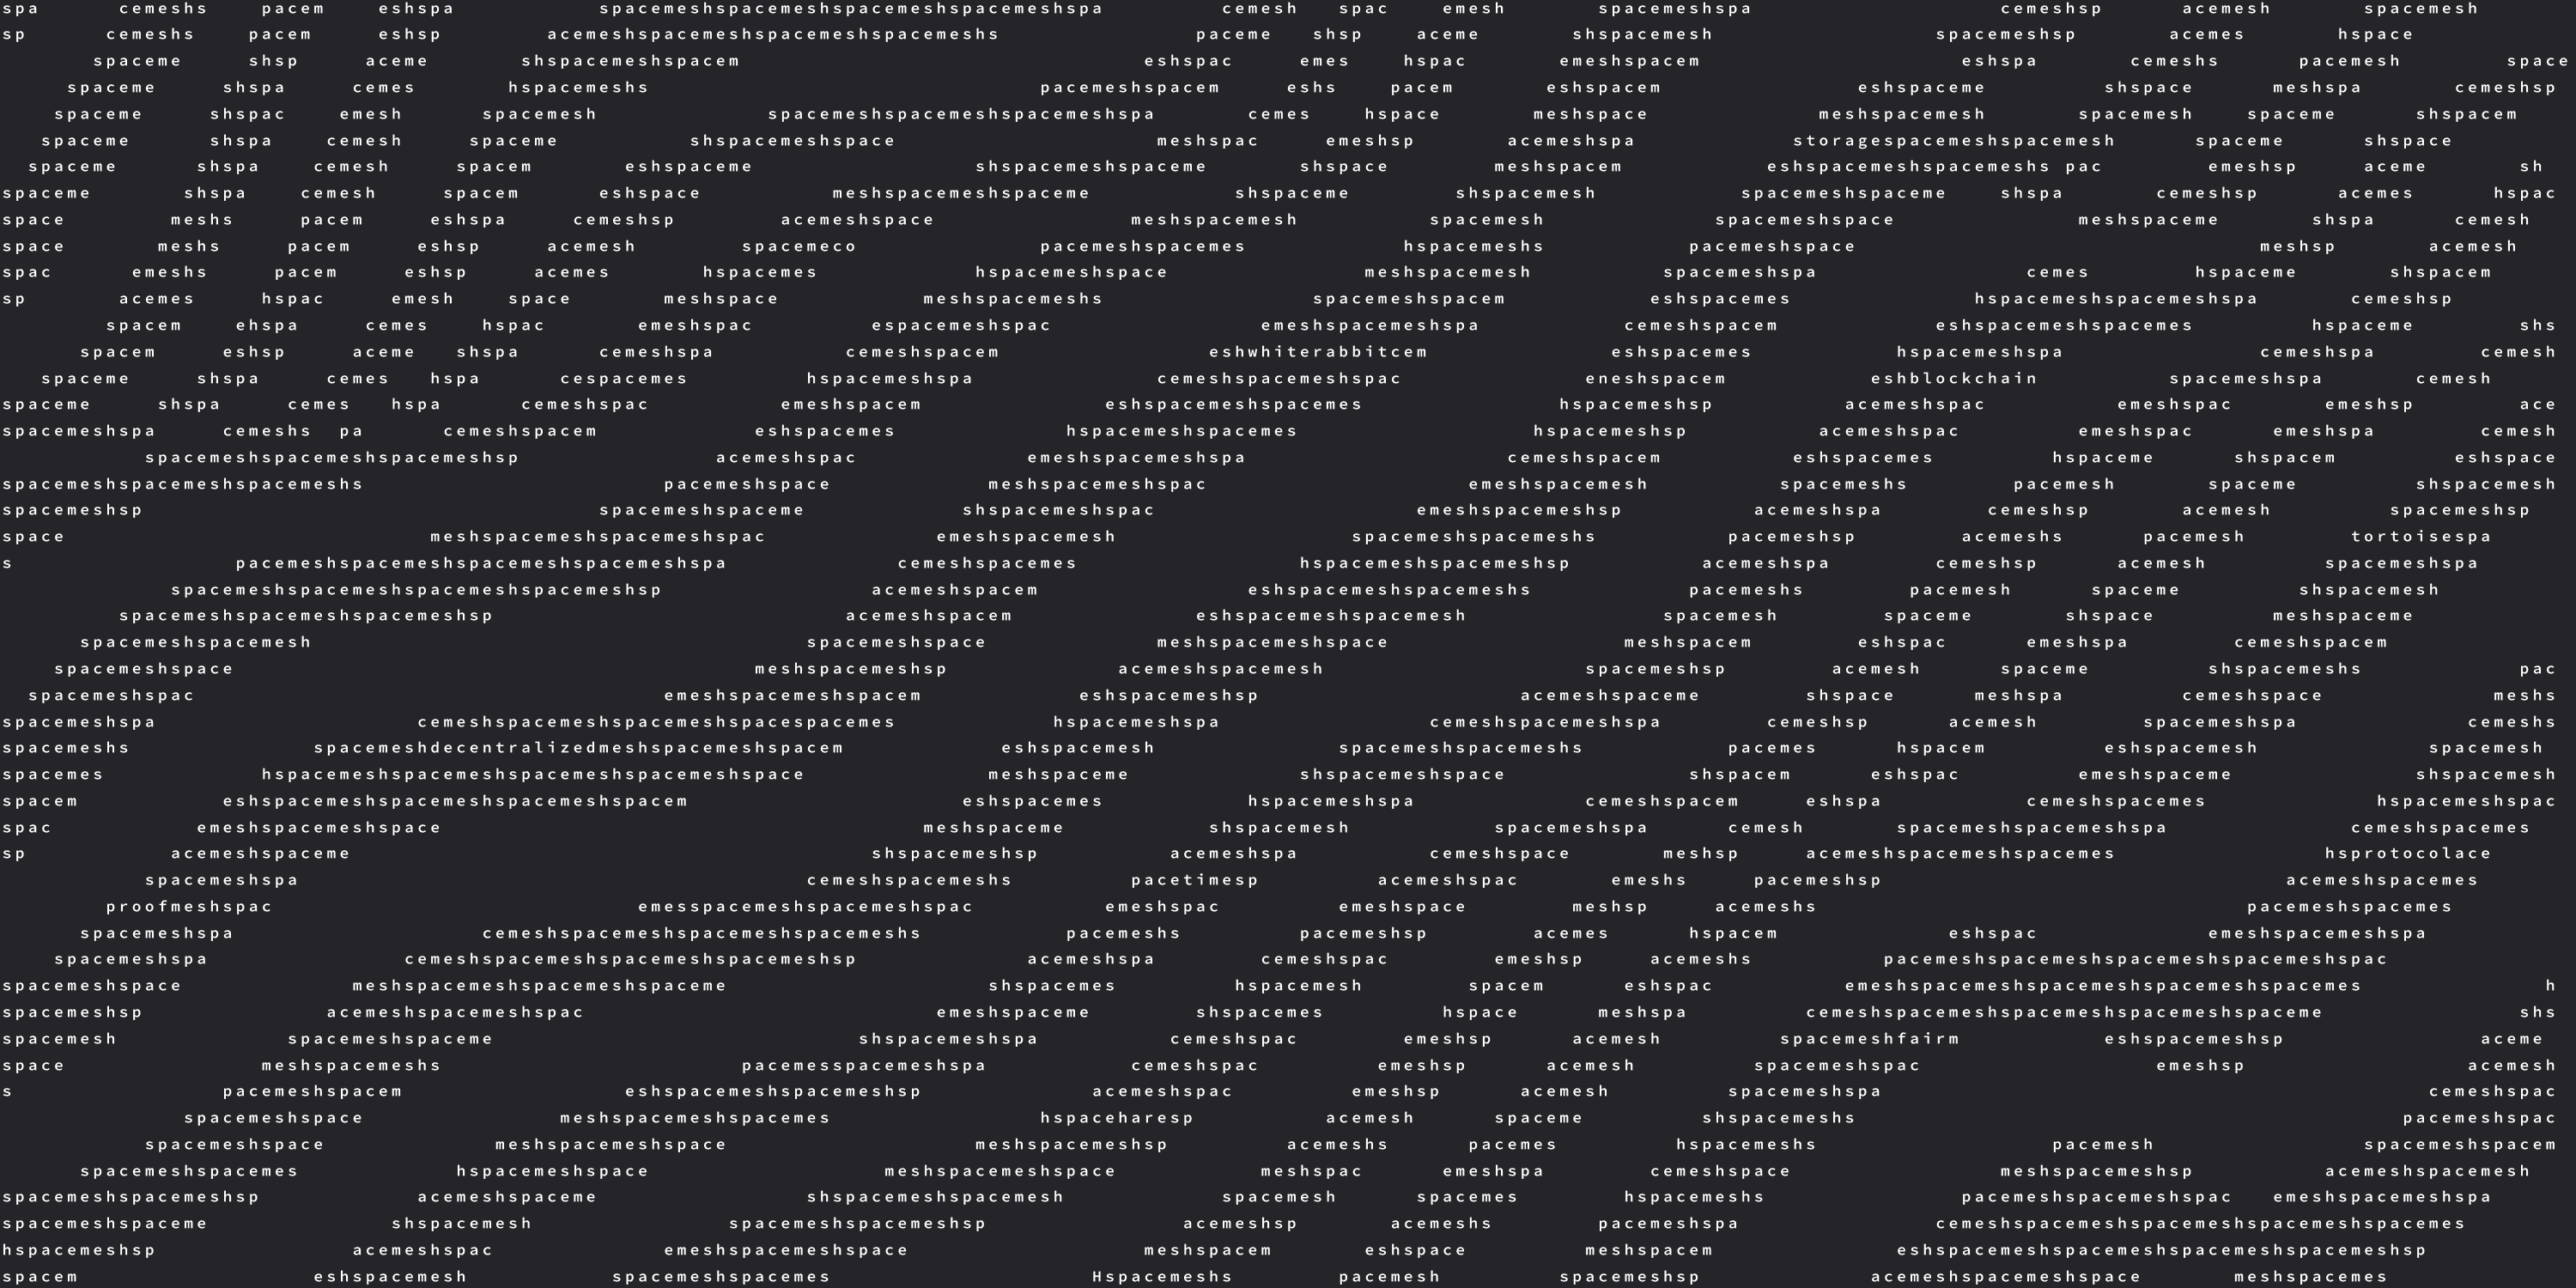 spa cemeshs pacem eshspa spacemeshspacemeshspacemeshspacemeshspa cemesh spac emesh spacemeshspa cemeshsp acemesh spacemesh
sp cemeshs pacem eshsp acemeshspacemeshspacemeshspacemeshs paceme shsp aceme shspacemesh spacemeshsp acemes hspace
spaceme shsp aceme shspacemeshspacem eshspac emes hspac emeshspacem eshspa cemeshs pacemesh space
spaceme shspa cemes hspacemeshs pacemeshspacem eshs pacem eshspacem eshspaceme shspace meshspa cemeshsp
spaceme shspac emesh spacemesh spacemeshspacemeshspacemeshspa cemes hspace meshspace meshspacemesh spacemesh spaceme shspacem
spaceme shspa cemesh spaceme shspacemeshspace meshspac emeshsp acemeshspa storagespacemeshspacemesh spaceme shspace
spaceme shspa cemesh spacem eshspaceme shspacemeshspaceme shspace meshspacem eshspacemeshspacemeshs pac emeshsp aceme sh
spaceme shspa cemesh spacem eshspace meshspacemeshspaceme shspaceme shspacemesh spacemeshspaceme shspa cemeshsp acemes hspac
space meshs pacem eshspa cemeshsp acemeshspace meshspacemesh spacemesh spacemeshspace meshspaceme shspa cemesh
space meshs pacem eshsp acemesh spacemeco pacemeshspacemes hspacemeshs pacemeshspace meshsp acemesh
spac emeshs pacem eshsp acemes hspacemes hspacemeshspace meshspacemesh spacemeshspa cemes hspaceme shspacem
sp acemes hspac emesh space meshspace meshspacemeshs spacemeshspacem eshspacemes hspacemeshspacemeshspa cemeshsp
spacem ehspa cemes hspac emeshspac espacemeshspac emeshspacemeshspa cemeshspacem eshspacemeshspacemes hspaceme shs
spacem eshsp aceme shspa cemeshspa cemeshspacem eshwhiterabbitcem eshspacemes hspacemeshspa cemeshspa cemesh
spaceme shspa cemes hspa cespacemes hspacemeshspa cemeshspacemeshspac eneshspacem eshblockchain spacemeshspa cemesh
spaceme shspa cemes hspa cemeshspac emeshspacem eshspacemeshspacemes hspacemeshsp acemeshspac emeshspac emeshsp ace
spacemeshspa cemeshs pa cemeshspacem eshspacemes hspacemeshspacemes hspacemeshsp acemeshspac emeshspac emeshspa cemesh
spacemeshspacemeshspacemeshsp acemeshspac emeshspacemeshspa cemeshspacem eshspacemes hspaceme shspacem eshspace
spacemeshspacemeshspacemeshs pacemeshspace meshspacemeshspac emeshspacemesh spacemeshs pacemesh spaceme shspacemesh
spacemeshsp spacemeshspaceme shspacemeshspac emeshspacemeshsp acemeshspa cemeshsp acemesh spacemeshsp
space meshspacemeshspacemeshspac emeshspacemesh spacemeshspacemeshs pacemeshsp acemeshs pacemesh tortoisespa
s pacemeshspacemeshspacemeshspacemeshspa cemeshspacemes hspacemeshspacemeshsp acemeshspa cemeshsp acemesh spacemeshspa
spacemeshspacemeshspacemeshspacemeshsp acemeshspacem eshspacemeshspacemeshs pacemeshs pacemesh spaceme shspacemesh
spacemeshspacemeshspacemeshsp acemeshspacem eshspacemeshspacemesh spacemesh spaceme shspace meshspaceme
spacemeshspacemesh spacemeshspace meshspacemeshspace meshspacem eshspac emeshspa cemeshspacem
spacemeshspace meshspacemeshsp acemeshspacemesh spacemeshsp acemesh spaceme shspacemeshs pac
spacemeshspac emeshspacemeshspacem eshspacemeshsp acemeshspaceme shspace meshspa cemeshspace meshs
spacemeshspa cemeshspacemeshspacemeshspacespacemes hspacemeshspa cemeshspacemeshspa cemeshsp acemesh spacemeshspa cemeshs
spacemeshs spacemeshdecentralizedmeshspacemeshspacem eshspacemesh spacemeshspacemeshs pacemes hspacem eshspacemesh spacemesh
spacemes hspacemeshspacemeshspacemeshspacemeshspace meshspaceme shspacemeshspace shspacem eshspac emeshspaceme shspacemesh
spacem eshspacemeshspacemeshspacemeshspacem eshspacemes hspacemeshspa cemeshspacem eshspa cemeshspacemes hspacemeshspac
spac emeshspacemeshspace meshspaceme shspacemesh spacemeshspa cemesh spacemeshspacemeshspa cemeshspacemes
sp acemeshspaceme shspacemeshsp acemeshspa cemeshspace meshsp acemeshspacemeshspacemes hsprotocolace
spacemeshspa cemeshspacemeshs pacetimesp acemeshspac emeshs pacemeshsp acemeshspacemes
proofmeshspac emesspacemeshspacemeshspac emeshspac emeshspace meshsp acemeshs pacemeshspacemes
spacemeshspa cemeshspacemeshspacemeshspacemeshs pacemeshs pacemeshsp acemes hspacem eshspac emeshspacemeshspa
spacemeshspa cemeshspacemeshspacemeshspacemeshsp acemeshspa cemeshspac emeshsp acemeshs pacemeshspacemeshspacemeshspacemeshspac
spacemeshspace meshspacemeshspacemeshspaceme shspacemes hspacemesh spacem eshspac emeshspacemeshspacemeshspacemeshspacemes h
spacemeshsp acemeshspacemeshspac emeshspaceme shspacemes hspace meshspa cemeshspacemeshspacemeshspacemeshspaceme shs
spacemesh spacemeshspaceme shspacemeshspa cemeshspac emeshsp acemesh spacemeshfairm eshspacemeshsp aceme
space meshspacemeshs pacemesspacemeshspa cemeshspac emeshsp acemesh spacemeshspac emeshsp acemesh
s pacemeshspacem eshspacemeshspacemeshsp acemeshspac emeshsp acemesh spacemeshspa cemeshspac
spacemeshspace meshspacemeshspacemes hspaceharesp acemesh spaceme shspacemeshs pacemeshspac
spacemeshspace meshspacemeshspace meshspacemeshsp acemeshs pacemes hspacemeshs pacemesh spacemeshspacem
spacemeshspacemes hspacemeshspace meshspacemeshspace meshspac emeshspa cemeshspace meshspacemeshsp acemeshspacemesh
spacemeshspacemeshsp acemeshspaceme shspacemeshspacemesh spacemesh spacemes hspacemeshs pacemeshspacemeshspac emeshspacemeshspa
spacemeshspaceme shspacemesh spacemeshspacemeshsp acemeshsp acemeshs pacemeshspa cemeshspacemeshspacemeshspacemeshspacemes
hspacemeshsp acemeshspac emeshspacemeshspace meshspacem eshspace meshspacem eshspacemeshspacemeshspacemeshspacemeshsp
spacem eshspacemesh spacemeshspacemes Hspacemeshs pacemesh spacemeshsp acemeshspacemeshspace meshspacemes